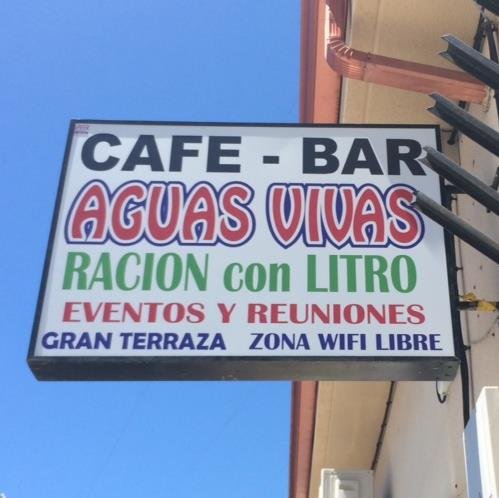 CAFE - BAR
AGUAS VIVAS
RACION con LITRO
EVENTOS Y REUNIONES
GRAN TERRAZA ZONA WIFI LIBRE